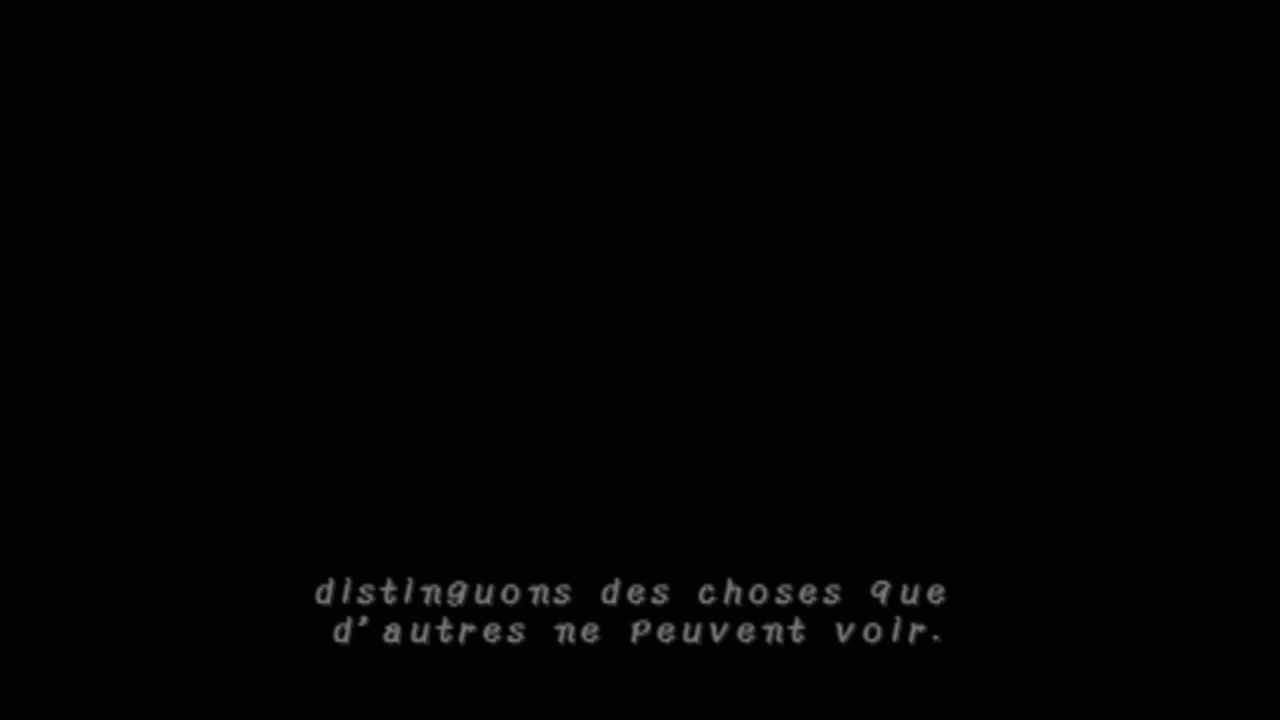 distinguons des choses que
d'autres ne peuvent voir.